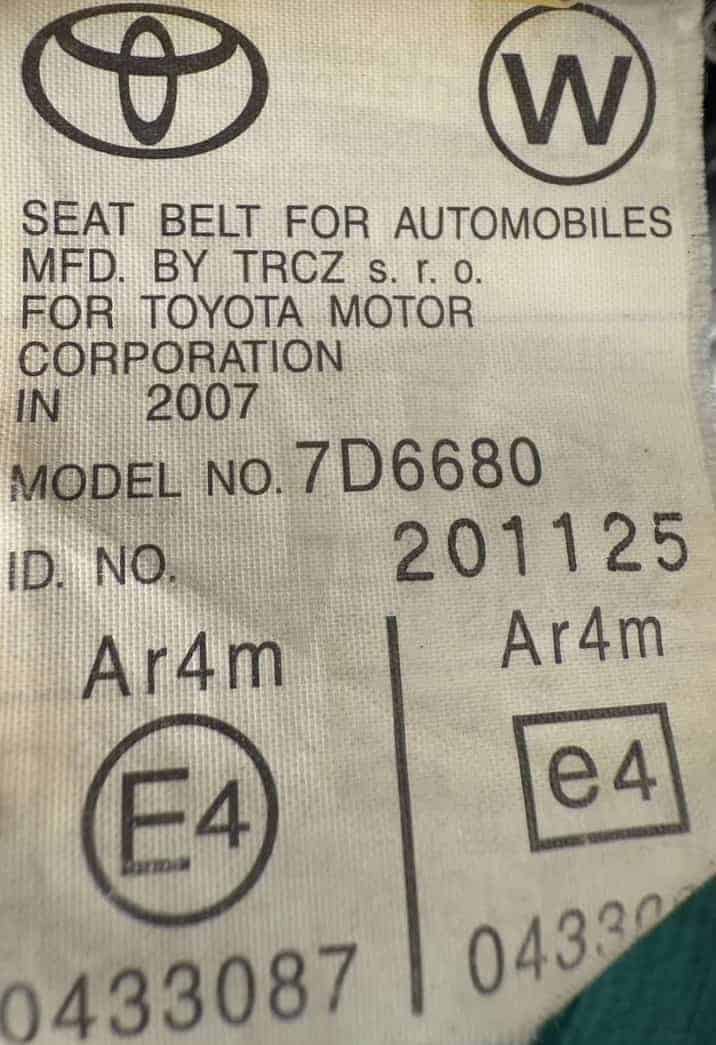 W
SEAT BELT FOR AUTOMOBILES
MFD. BY TRCZ s. r. o.
FOR TOYOTA MOTOR
CORPORATION
IN 2007
MODEL NO. 7D6680
ID. NO. 201125
Ar4m Ar4m
E4 e4
0433087 0433